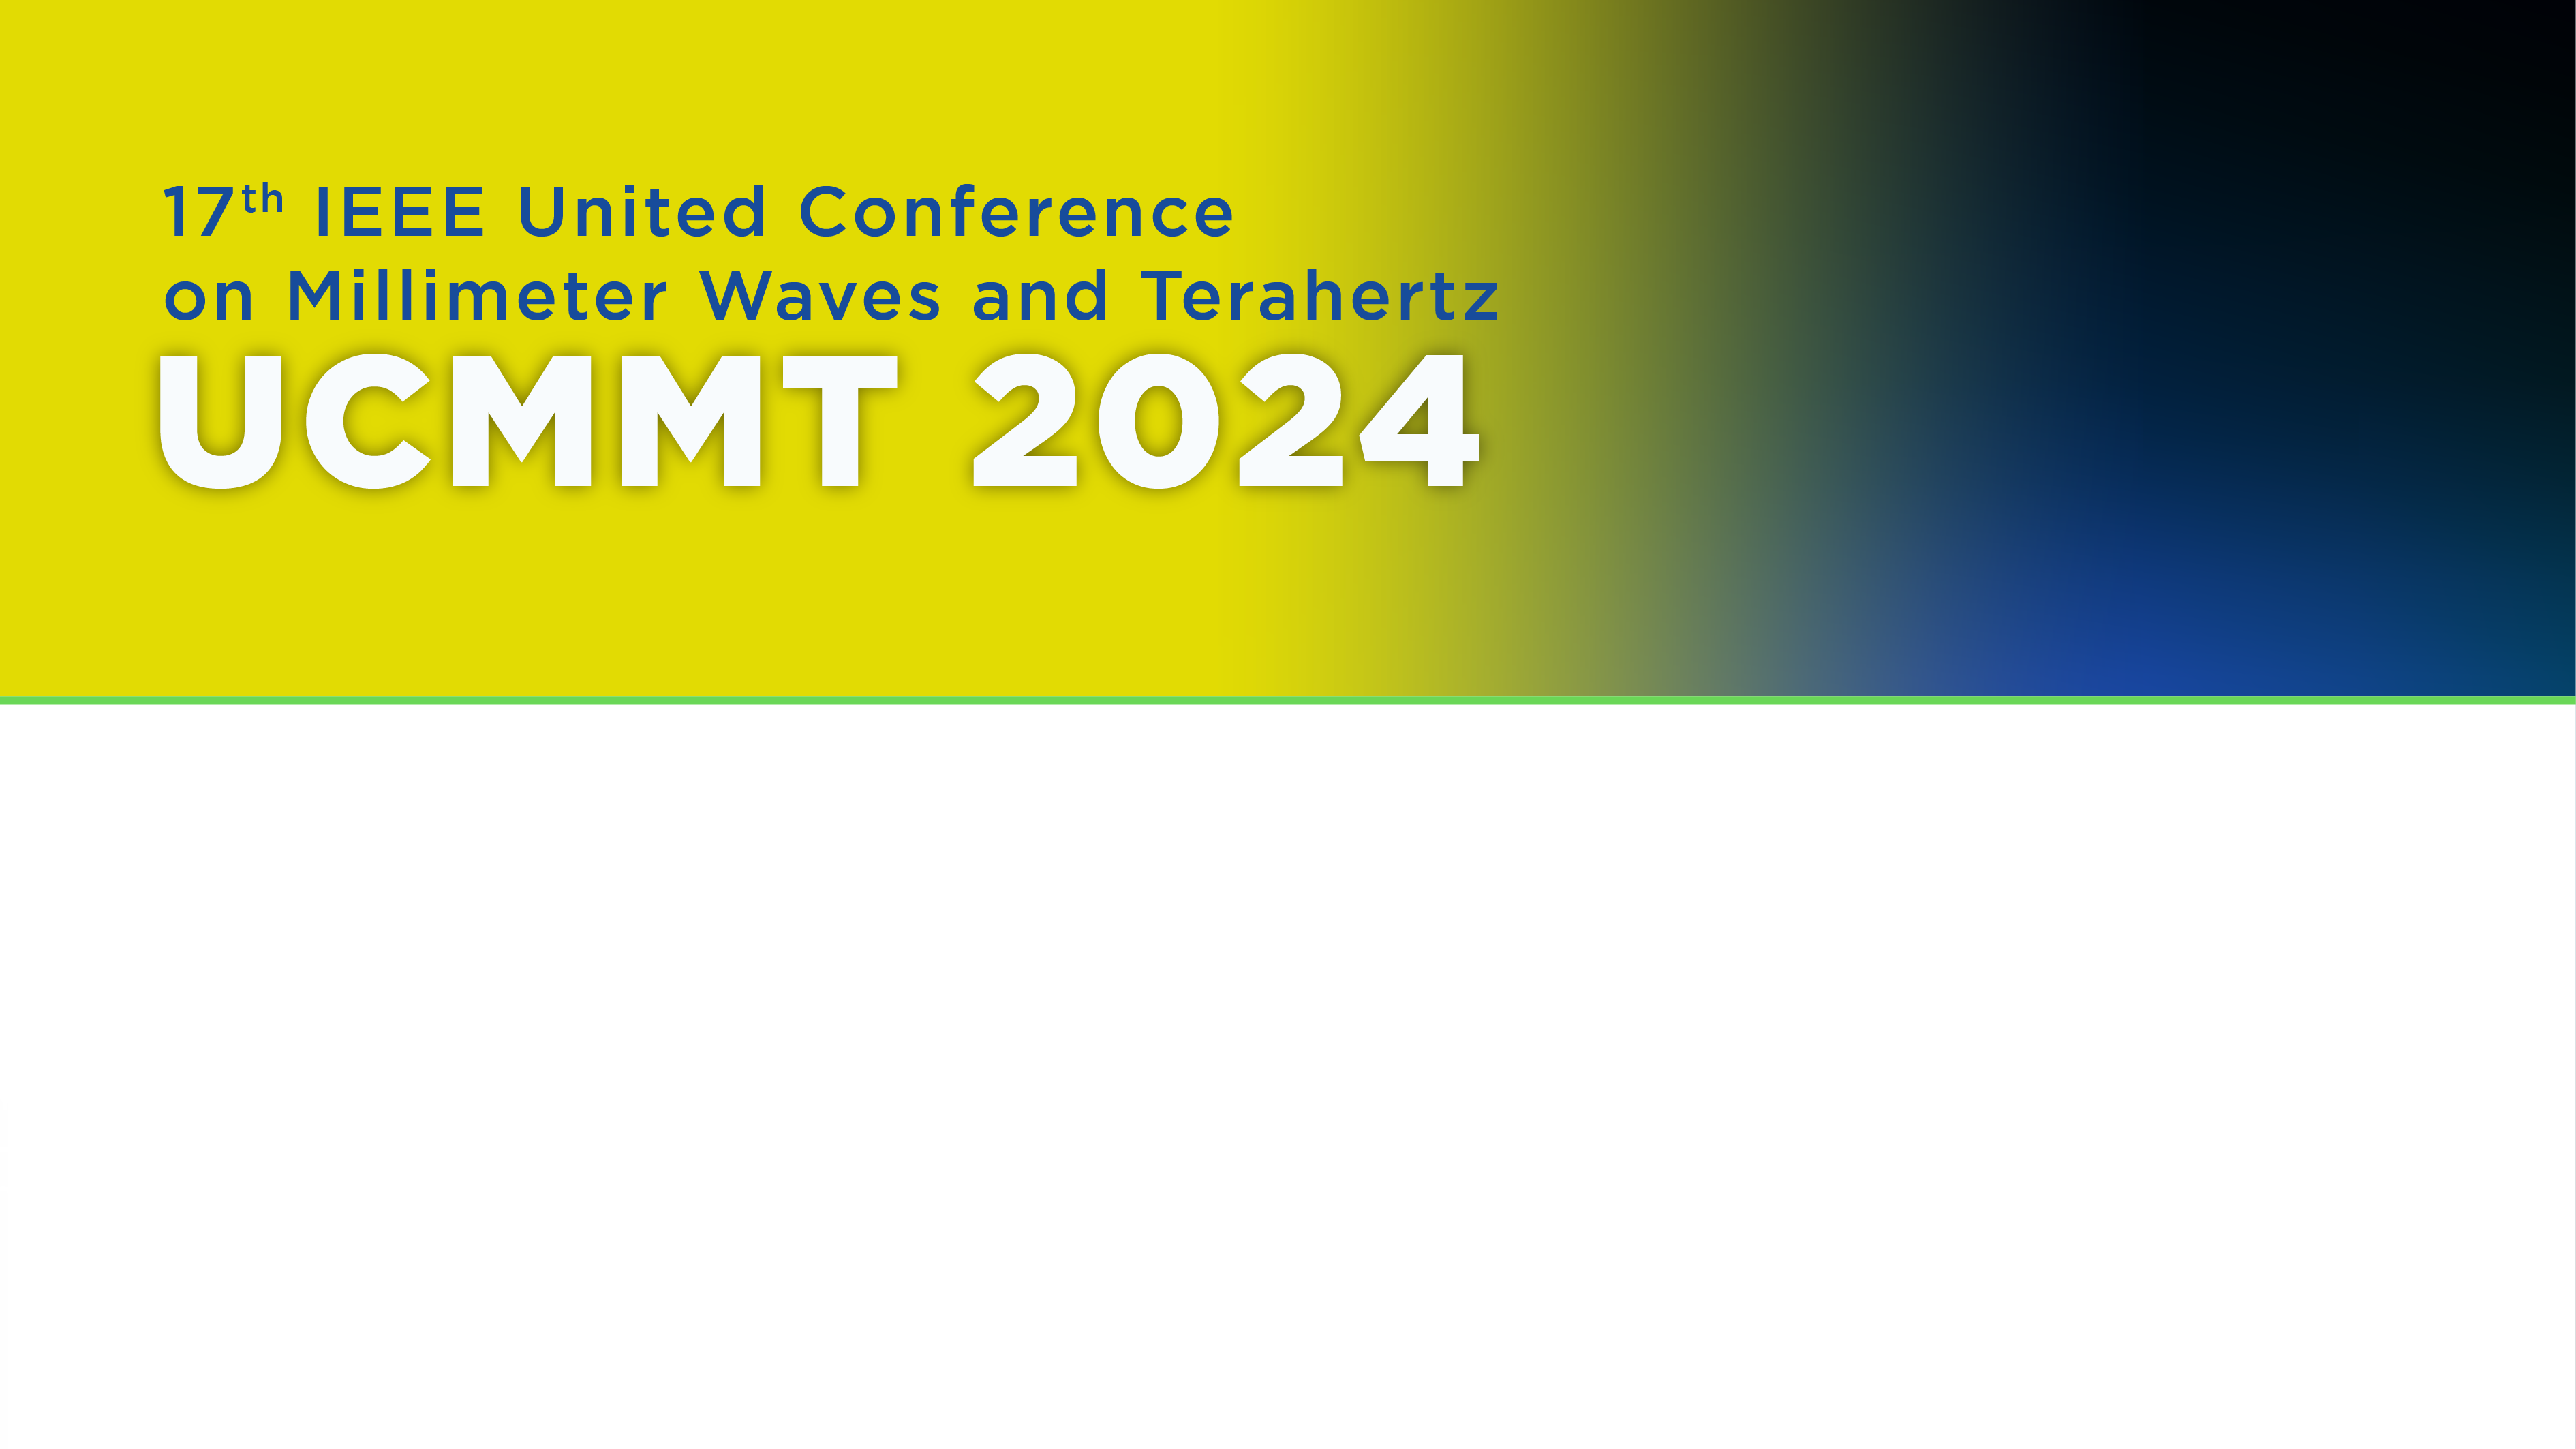 17th IEEE United Conference
on Millimeter Waves and Terahertz
UCMMT 2024